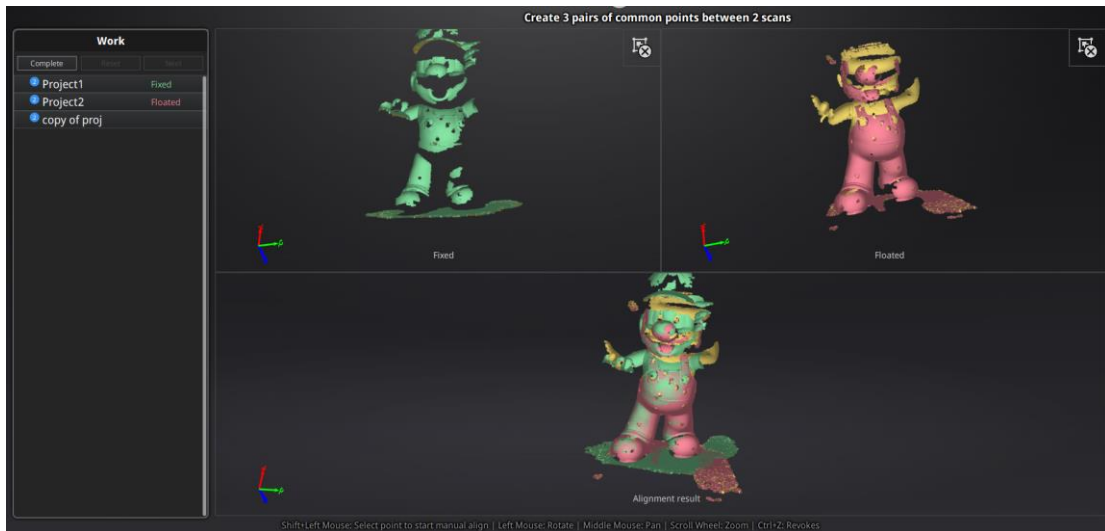 Create 3 pairs of common points between 2 scans
Work
Complete
Reset
Next
Project1 Fixed
Project2 Floated
copy of proj
Fixed
Floated
Alignment result
Shift+Left Mouse: Select point to start manual align | Left Mouse: Rotate | Middle Mouse: Pan | Scroll Wheel: Zoom | Ctrl+Z: Revokes